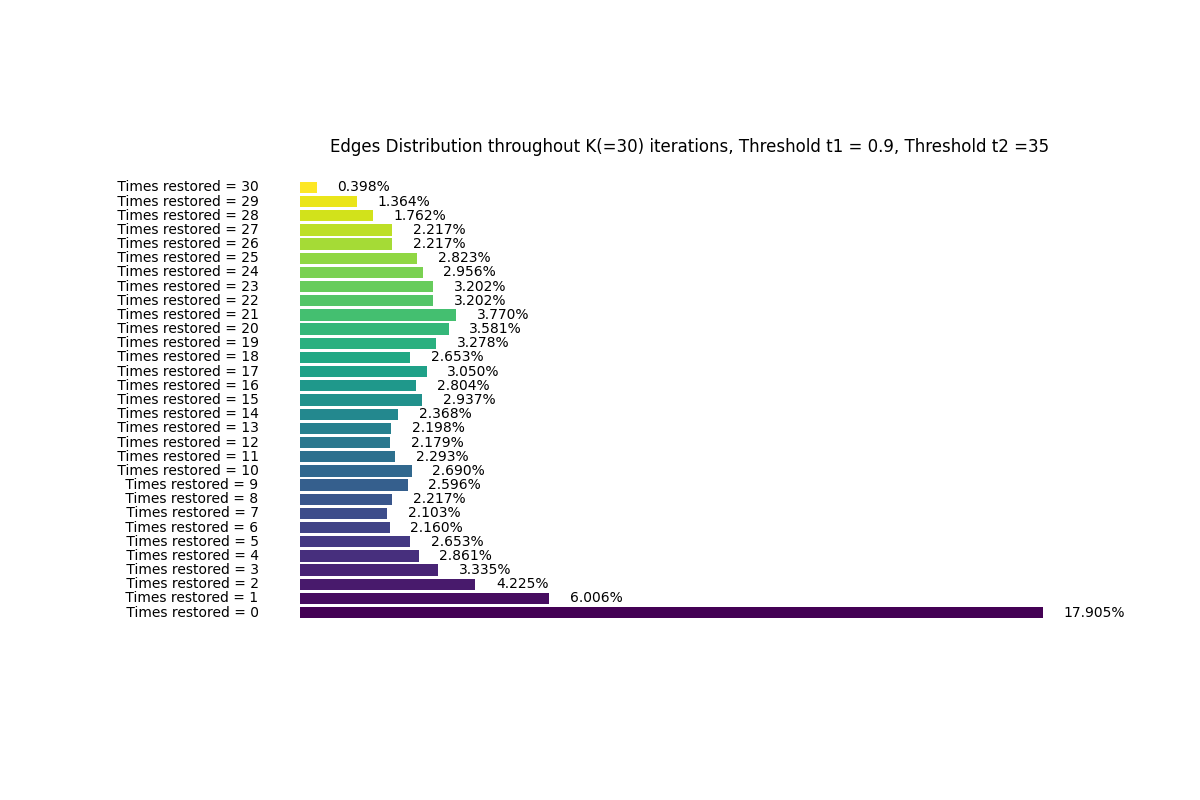 Edges Distribution throughout K(=30) iterations, Threshold t1 = 0.9, Threshold t2 =35
Times restored = 30 0.398%
Times restored = 29 1.364%
Times restored = 28 1.762%
Times restored = 27 2.217%
Times restored = 26 2.217%
Times restored = 25 2.823%
Times restored = 24 2.956%
Times restored = 23 3.202%
Times restored = 22 3.202%
Times restored = 21 3.770%
Times restored = 20 3.581%
Times restored = 19 3.278%
Times restored = 18 2.653%
Times restored = 17 3.050%
Times restored = 16 2.804%
Times restored = 15 2.937%
Times restored = 14 2.368%
Times restored = 13 2.198%
Times restored = 12 2.179%
Times restored = 11 2.293%
Times restored = 10 2.690%
Times restored = 9 2.596%
Times restored = 8 2.217%
Times restored = 7 2.103%
Times restored = 6 2.160%
Times restored = 5 2.653%
Times restored = 4 2.861%
Times restored = 3 3.335%
Times restored = 2 4.225%
Times restored = 1 6.006%
Times restored = 0 17.905%